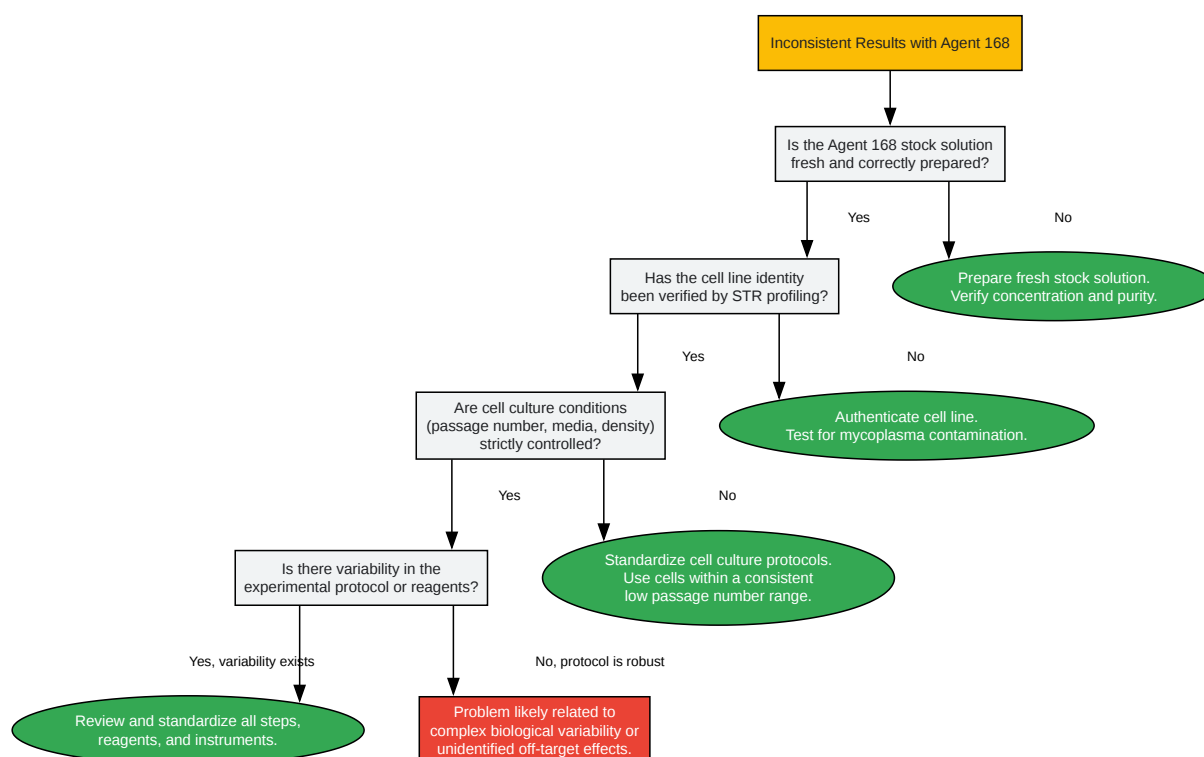 Inconsistent Results with Agent 168
Is the Agent 168 stock solution
fresh and correctly prepared?
Yes
No
Has the cell line identity
been verified by STR profiling?
Prepare fresh stock solution.
Verify concentration and purity.
Yes
No
Are cell culture conditions
(passage number, media, density)
strictly controlled?
Authenticate cell line.
Test for mycoplasma contamination.
Yes
No
Is there variability in the
experimental protocol or reagents?
Standardize cell culture protocols.
Use cells within a consistent
low passage number range.
Yes, variability exists
No, protocol is robust
Review and standardize all steps,
reagents, and instruments.
Problem likely related to
complex biological variability or
unidentified off-target effects.